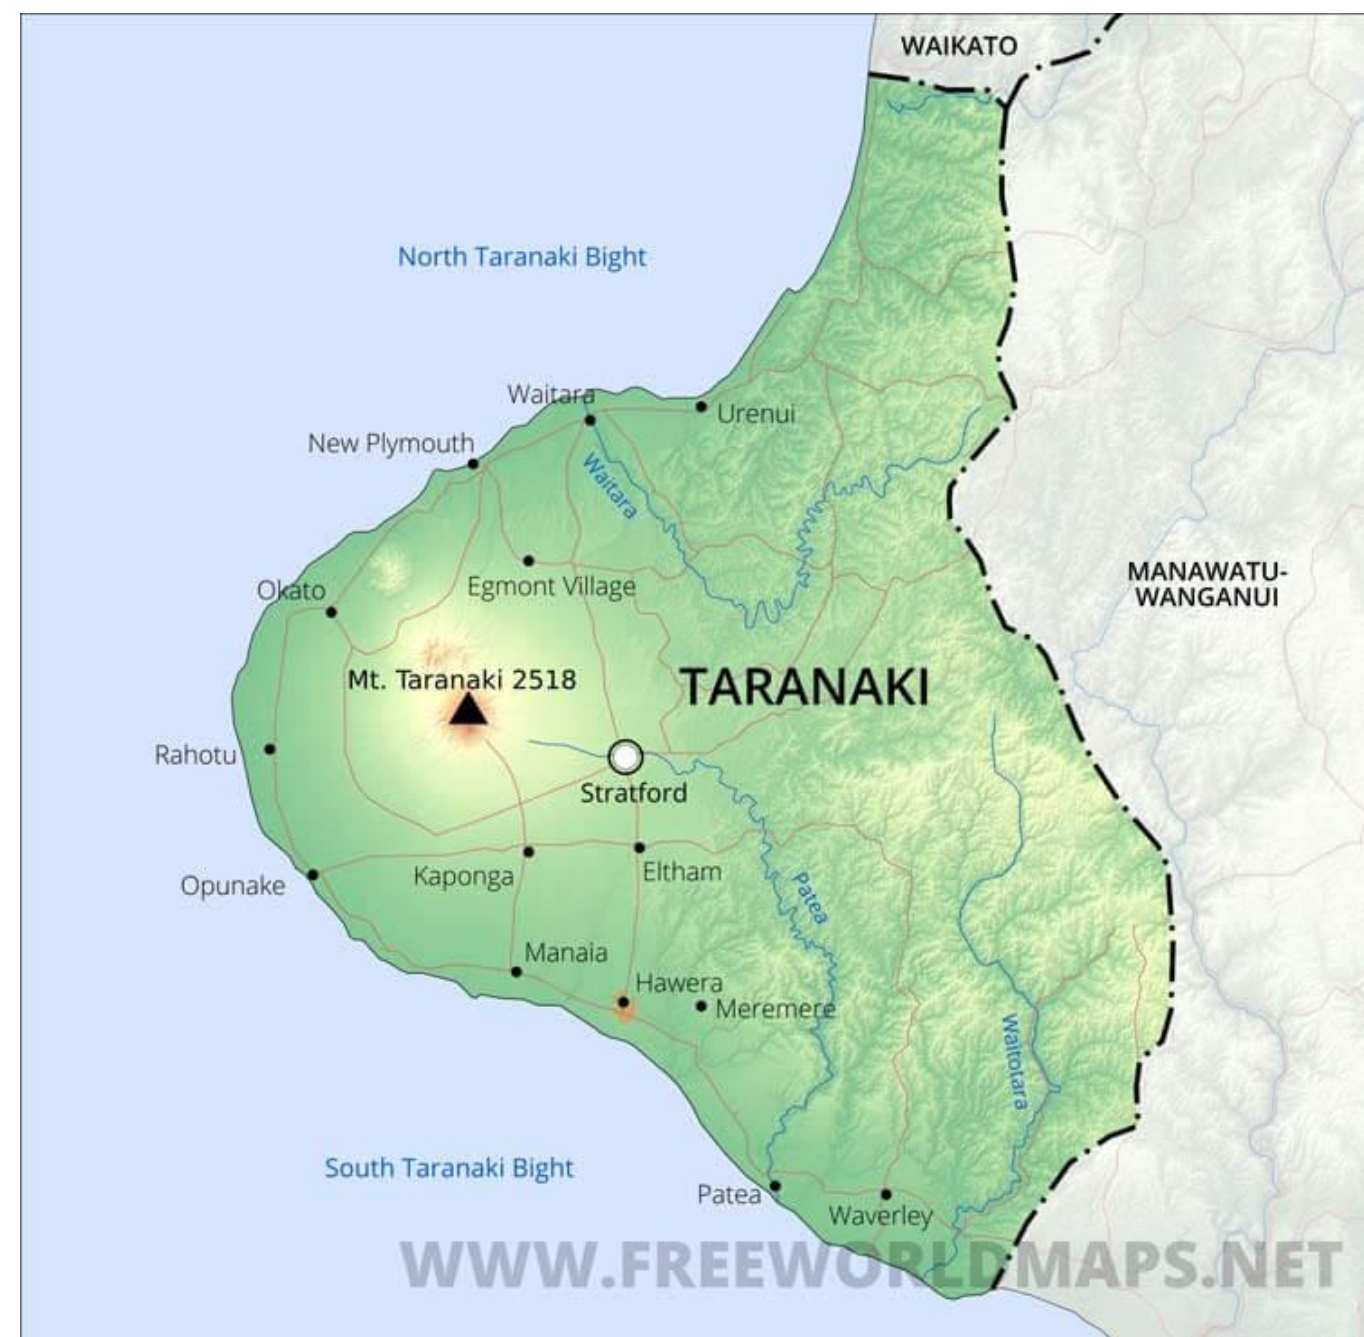 WAIKATO
North Taranaki Bight
Waitara
Urenui
New Plymouth
Waitara
Egmont Village
Okato
MANAWATU-
WANGANUI
Mt. Taranaki 2518
TARANAKI
Rahotu
Stratford
Kaponga
Eltham
Opunake
Patea
Manaia
Hawera
Meremere
Waitotara
South Taranaki Bight
Patea
Waverley
WWW.FREEWORLDMAPS.NET